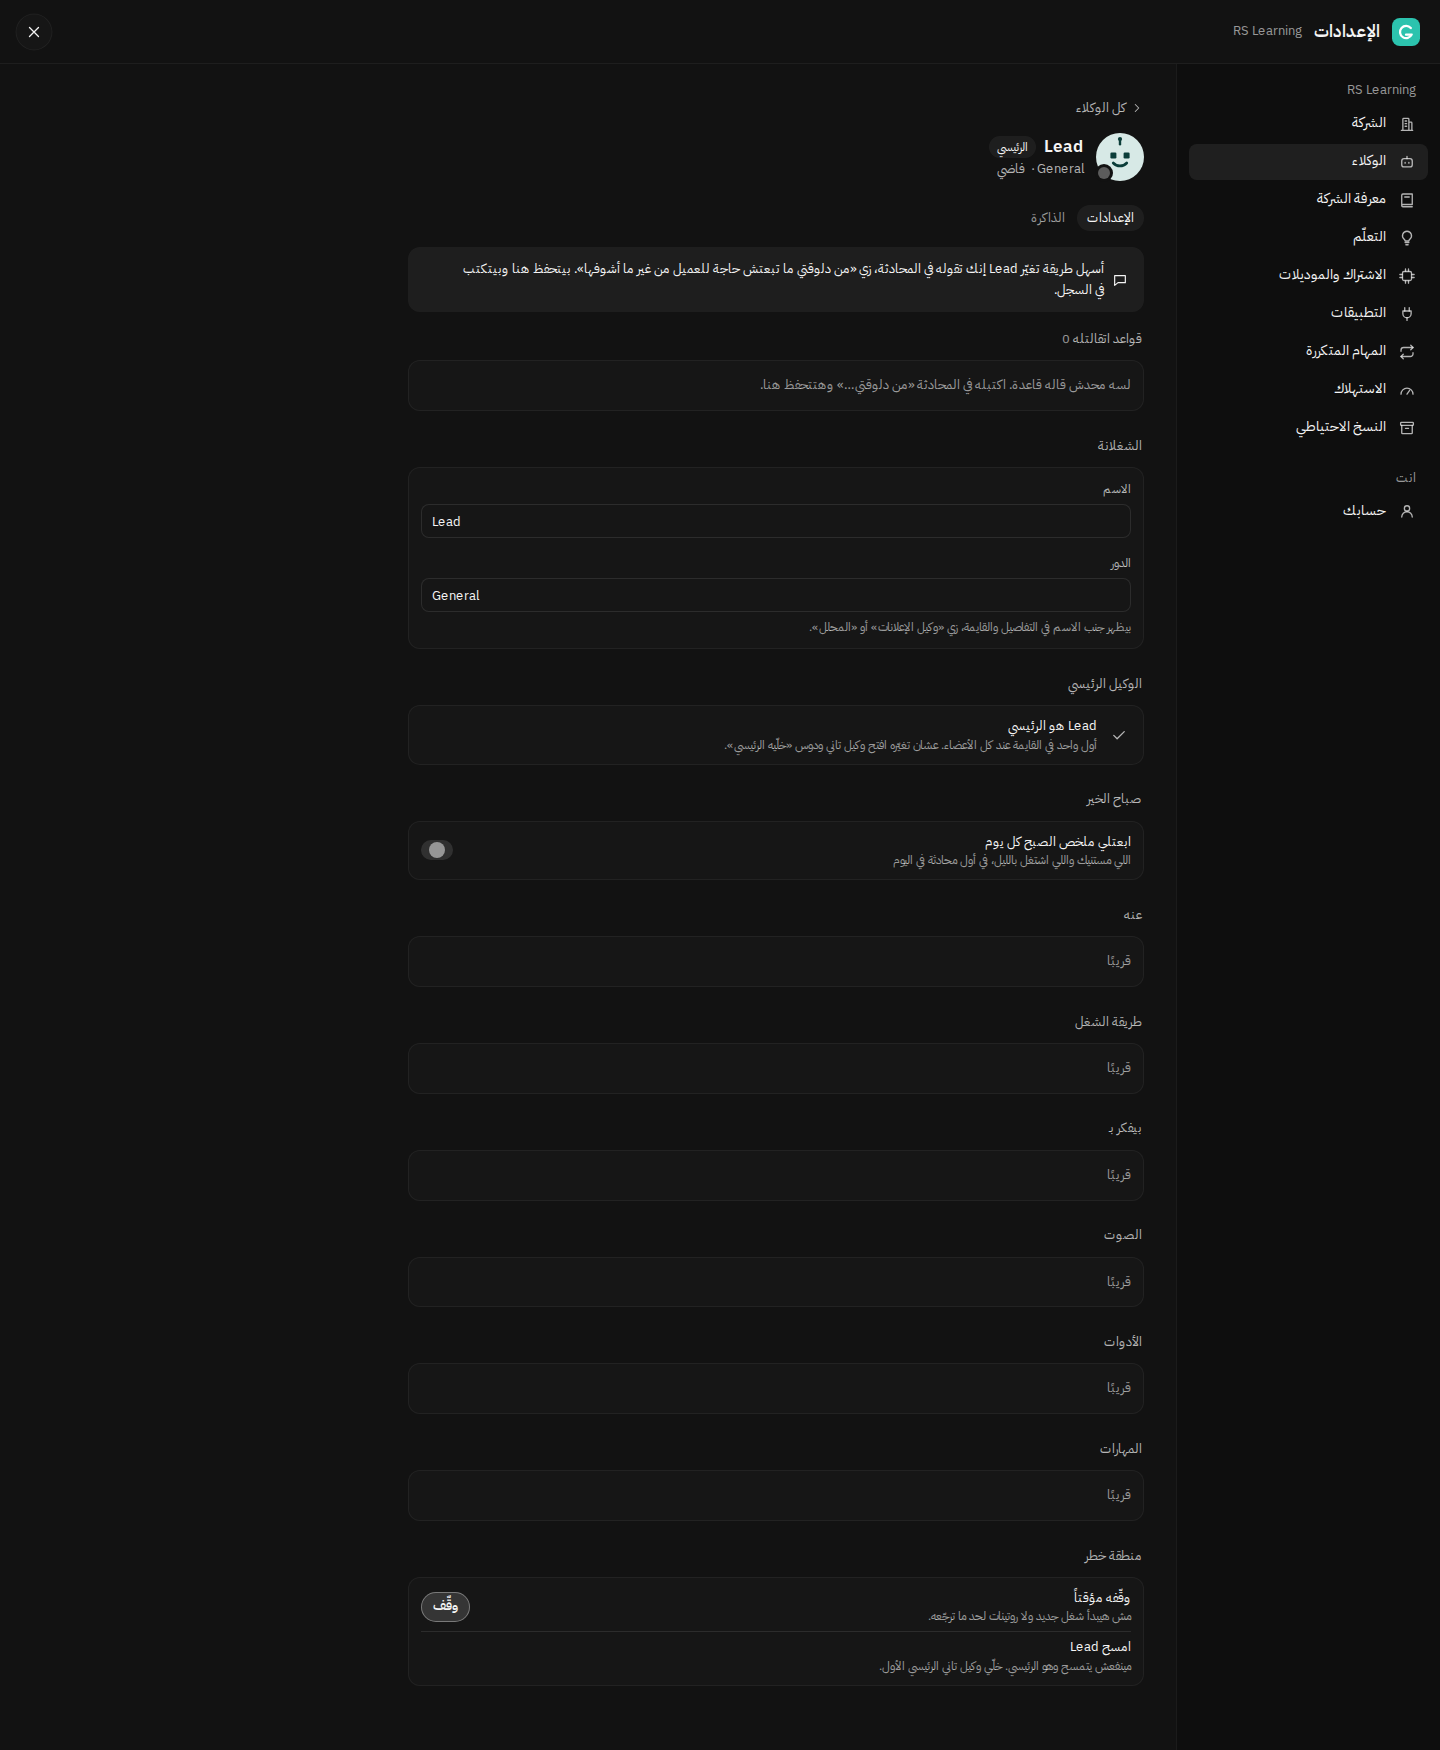 الإعدادات RS Learning
RS Learning
الشركة
الوكلاء
معرفة الشركة
التعلّم
الاشتراك والموديلات
التطبيقات
المهام المتكررة
الاستهلاك
النسخ الاحتياطي
انت
حسابك
كل الوكلاء
Lead الرئيسي
General · فاضي
الإعدادات الذاكرة
أسهل طريقة تغيّر Lead إنك تقوله في المحادثة، زي «من دلوقتي ما تبعتش حاجة للعميل من غير ما أشوفها». بيتحفظ هنا وبيتكتب
في السجل.
قواعد اتقالتله 0
لسه محدش قاله قاعدة. اكتبله في المحادثة «من دلوقتي…» وهتتحفظ هنا.
الشغلانة
الاسم
Lead
الدور
General
بيظهر جنب الاسم في التفاصيل والقايمة، زي «وكيل الإعلانات» أو «المحلل».
الوكيل الرئيسي
Lead هو الرئيسي
أول واحد في القايمة عند كل الأعضاء. عشان تغيّره افتح وكيل تاني ودوس «خلّيه الرئيسي».
صباح الخير
ابعتلي ملخص الصبح كل يوم
اللي مستنيك واللي اشتغل بالليل، في أول محادثة في اليوم
عنه
قريبًا
طريقة الشغل
قريبًا
بيفكر بـ
قريبًا
الصوت
قريبًا
الأدوات
قريبًا
المهارات
قريبًا
منطقة خطر
وقّفه مؤقتاً
مش هيبدأ شغل جديد ولا روتينات لحد ما ترجّعه.
وقّف
امسح Lead
مينفعش يتمسح وهو الرئيسي. خلّي وكيل تاني الرئيسي الأول.